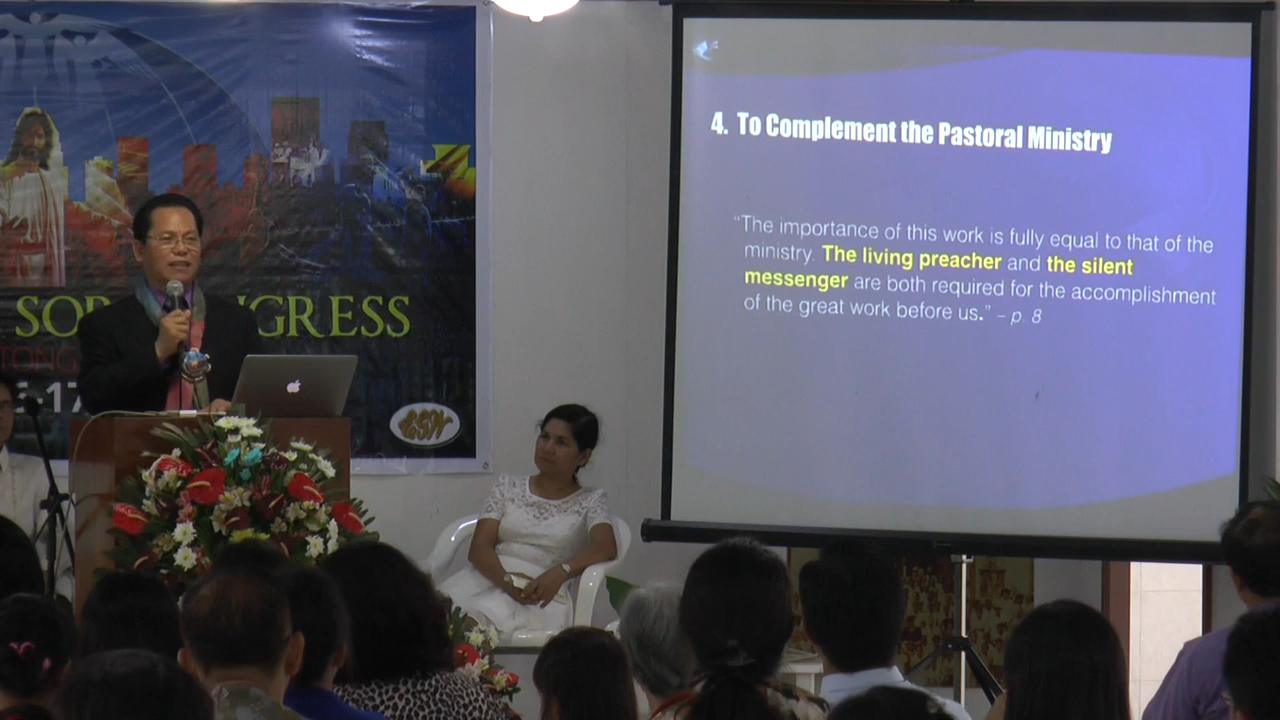 4. To Complement the Pastoral Ministry
“The importance of this work is fully equal to that of the
ministry. The living preacher and the silent
messenger are both required for the accomplishment
of the great work before us.” – p. 8
GRESS